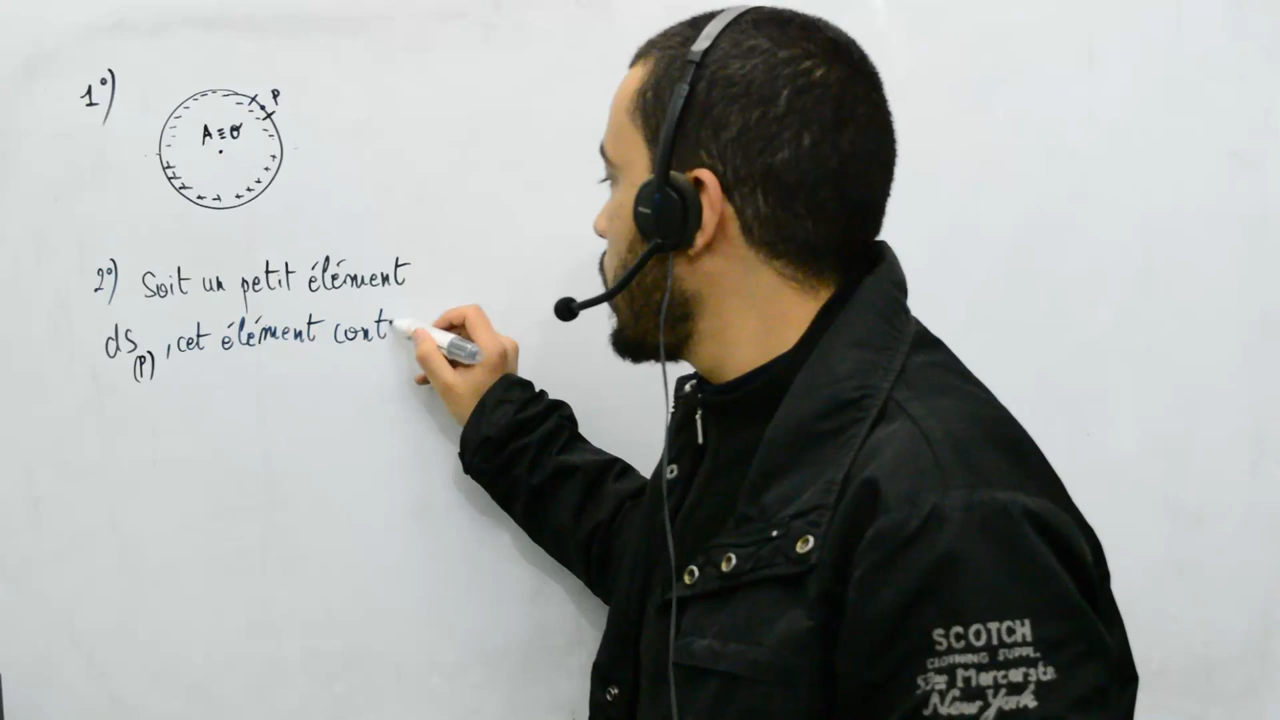 1°)
P
A ≡ O
2°) Soit un petit élément
dS(P), cet élément cont
SCOTCH
CLOTHING SUPPL.
New York